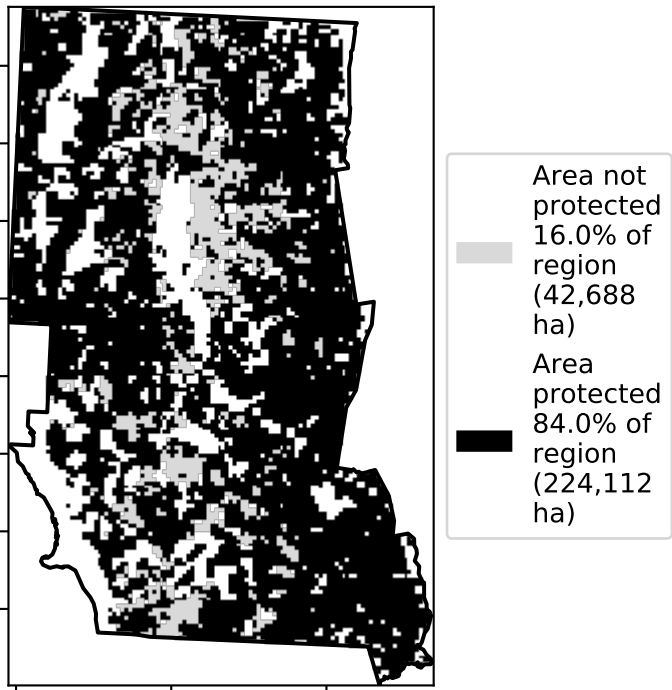 Area not
protected
16.0% of
region
(42,688
ha)
Area
protected
84.0% of
region
(224,112
ha)